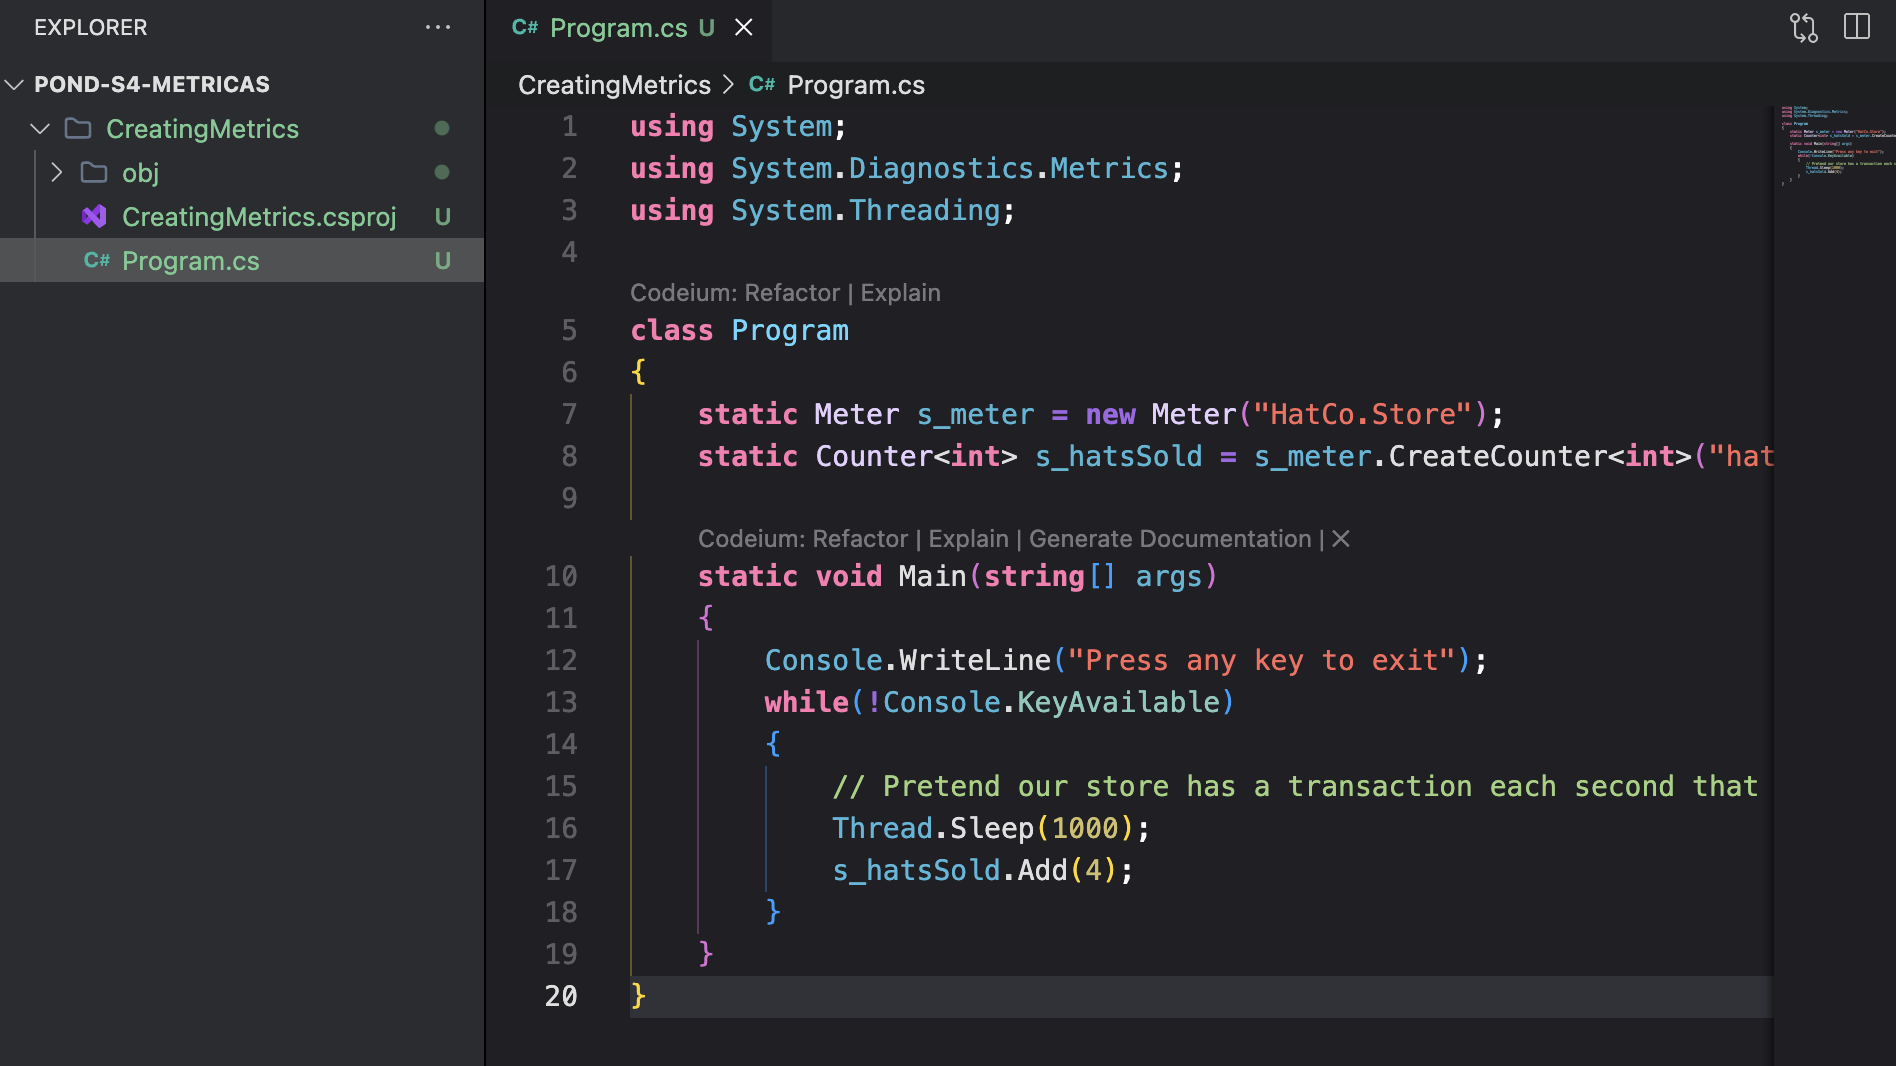 EXPLORER
POND-S4-METRICAS
CreatingMetrics
obj
CreatingMetrics.csproj U
C# Program.cs U
C# Program.cs U
CreatingMetrics > C# Program.cs
1 using System;
2 using System.Diagnostics.Metrics;
3 using System.Threading;
4
Codeium: Refactor | Explain
5 class Program
6 {
7 static Meter s_meter = new Meter("HatCo.Store");
8 static Counter<int> s_hatsSold = s_meter.CreateCounter<int>("hat
9
Codeium: Refactor | Explain | Generate Documentation | ×
10 static void Main(string[] args)
11 {
12 Console.WriteLine("Press any key to exit");
13 while(!Console.KeyAvailable)
14 {
15 // Pretend our store has a transaction each second that
16 Thread.Sleep(1000);
17 s_hatsSold.Add(4);
18 }
19 }
20 }